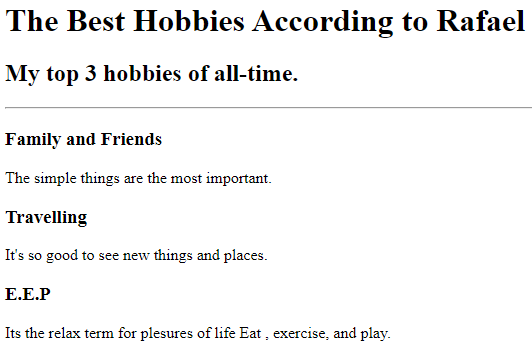 The Best Hobbies According to Rafael
My top 3 hobbies of all-time.
Family and Friends
The simple things are the most important.
Travelling
It's so good to see new things and places.
E.E.P
Its the relax term for plesures of life Eat , exercise, and play.